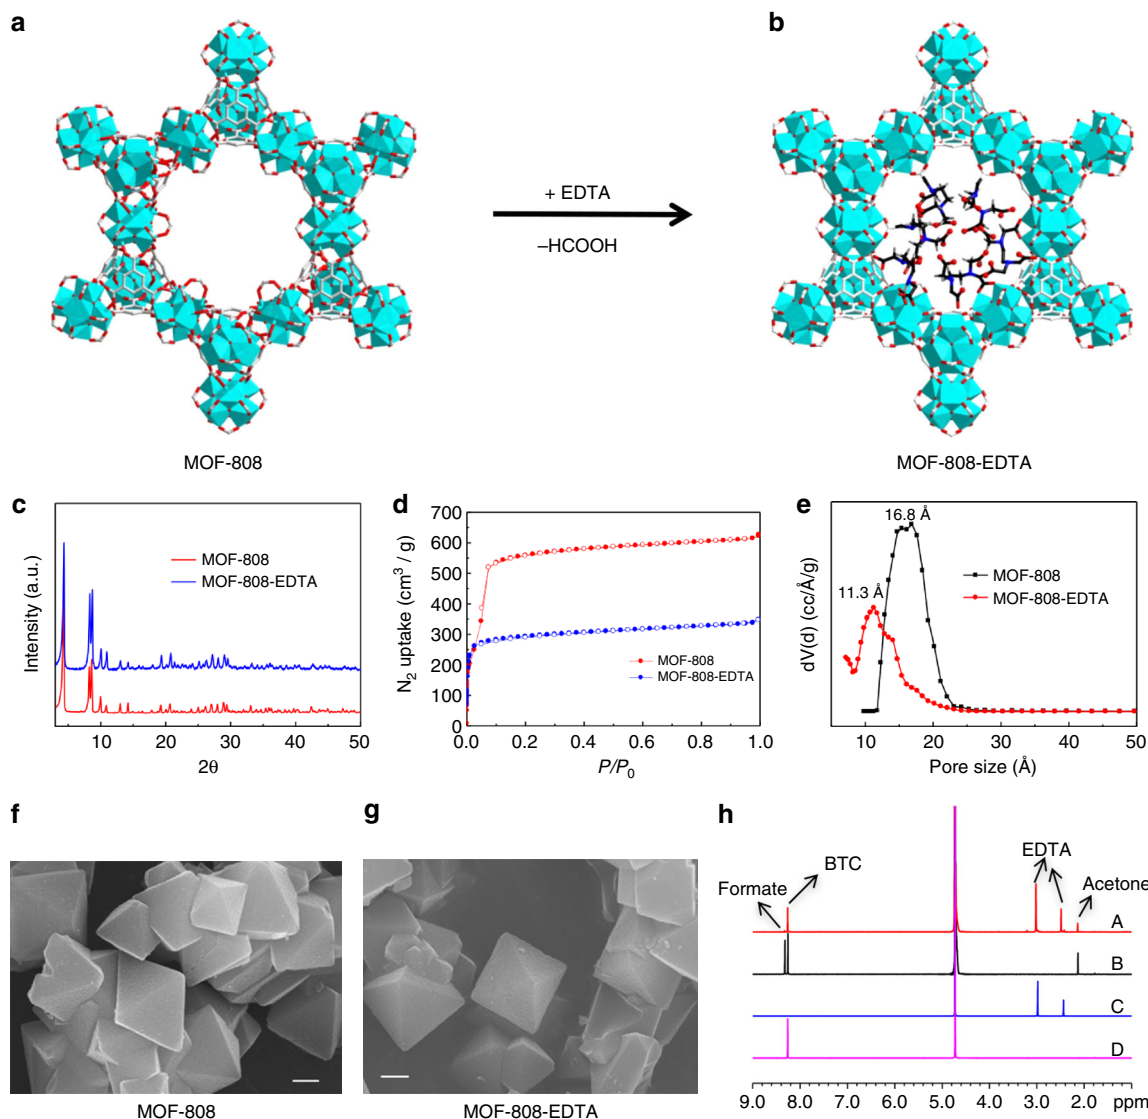 a
b
+ EDTA
–HCOOH
MOF-808
MOF-808-EDTA
c
d
e
Intensity (a.u.)
MOF-808
MOF-808-EDTA
10
20
30
40
50
2θ
N2 uptake (cm3 / g)
700
600
500
400
300
200
100
0
MOF-808
MOF-808-EDTA
0.0
0.2
0.4
0.6
0.8
1.0
P/P0
dV(d) (cc/Å/g)
16.8 Å
11.3 Å
MOF-808
MOF-808-EDTA
10
20
30
40
50
Pore size (Å)
f
g
h
MOF-808
MOF-808-EDTA
Formate
BTC
EDTA
Acetone
A
B
C
D
9.0 8.0 7.0 6.0 5.0 4.0 3.0 2.0 ppm